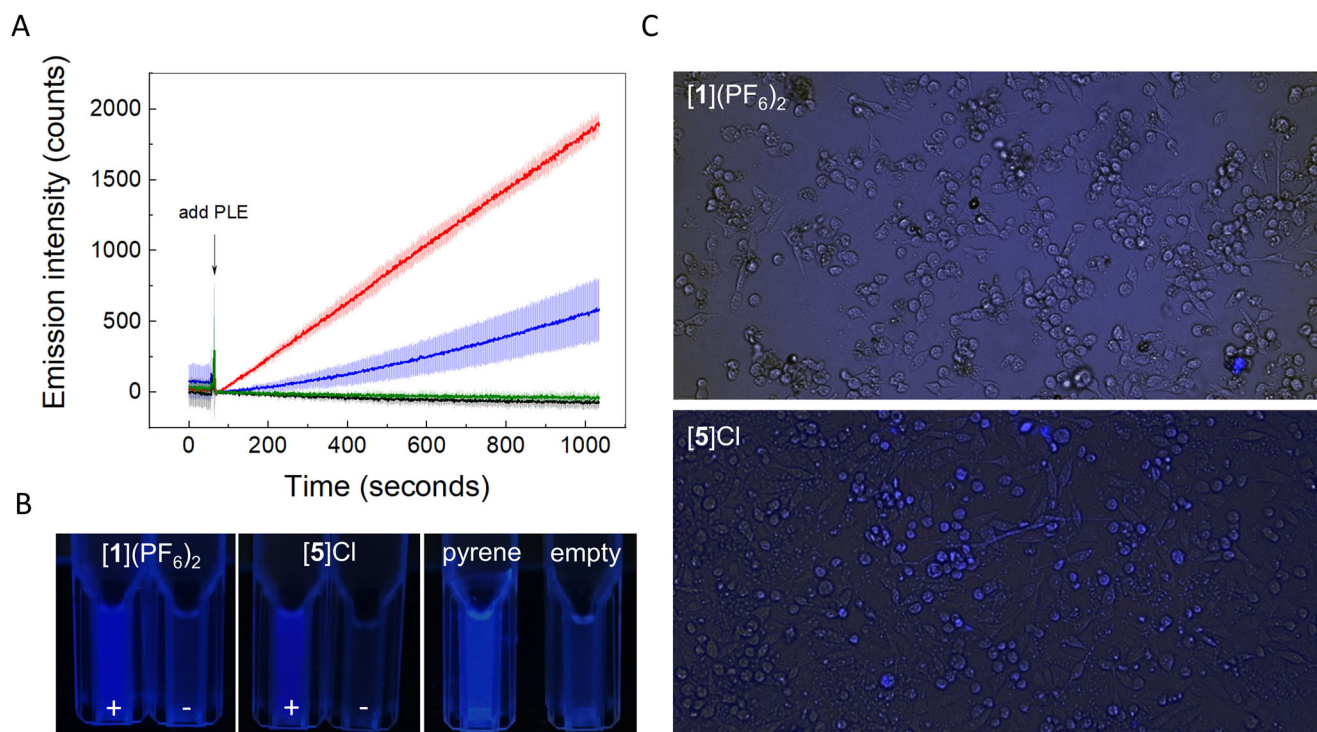 A
Emission intensity (counts)
2000
1500
1000
500
0
add PLE
0 200 400 600 800 1000
Time (seconds)
B
[1](PF₆)₂ [5]Cl pyrene empty
+ - + -
C
[1](PF₆)₂
[5]Cl